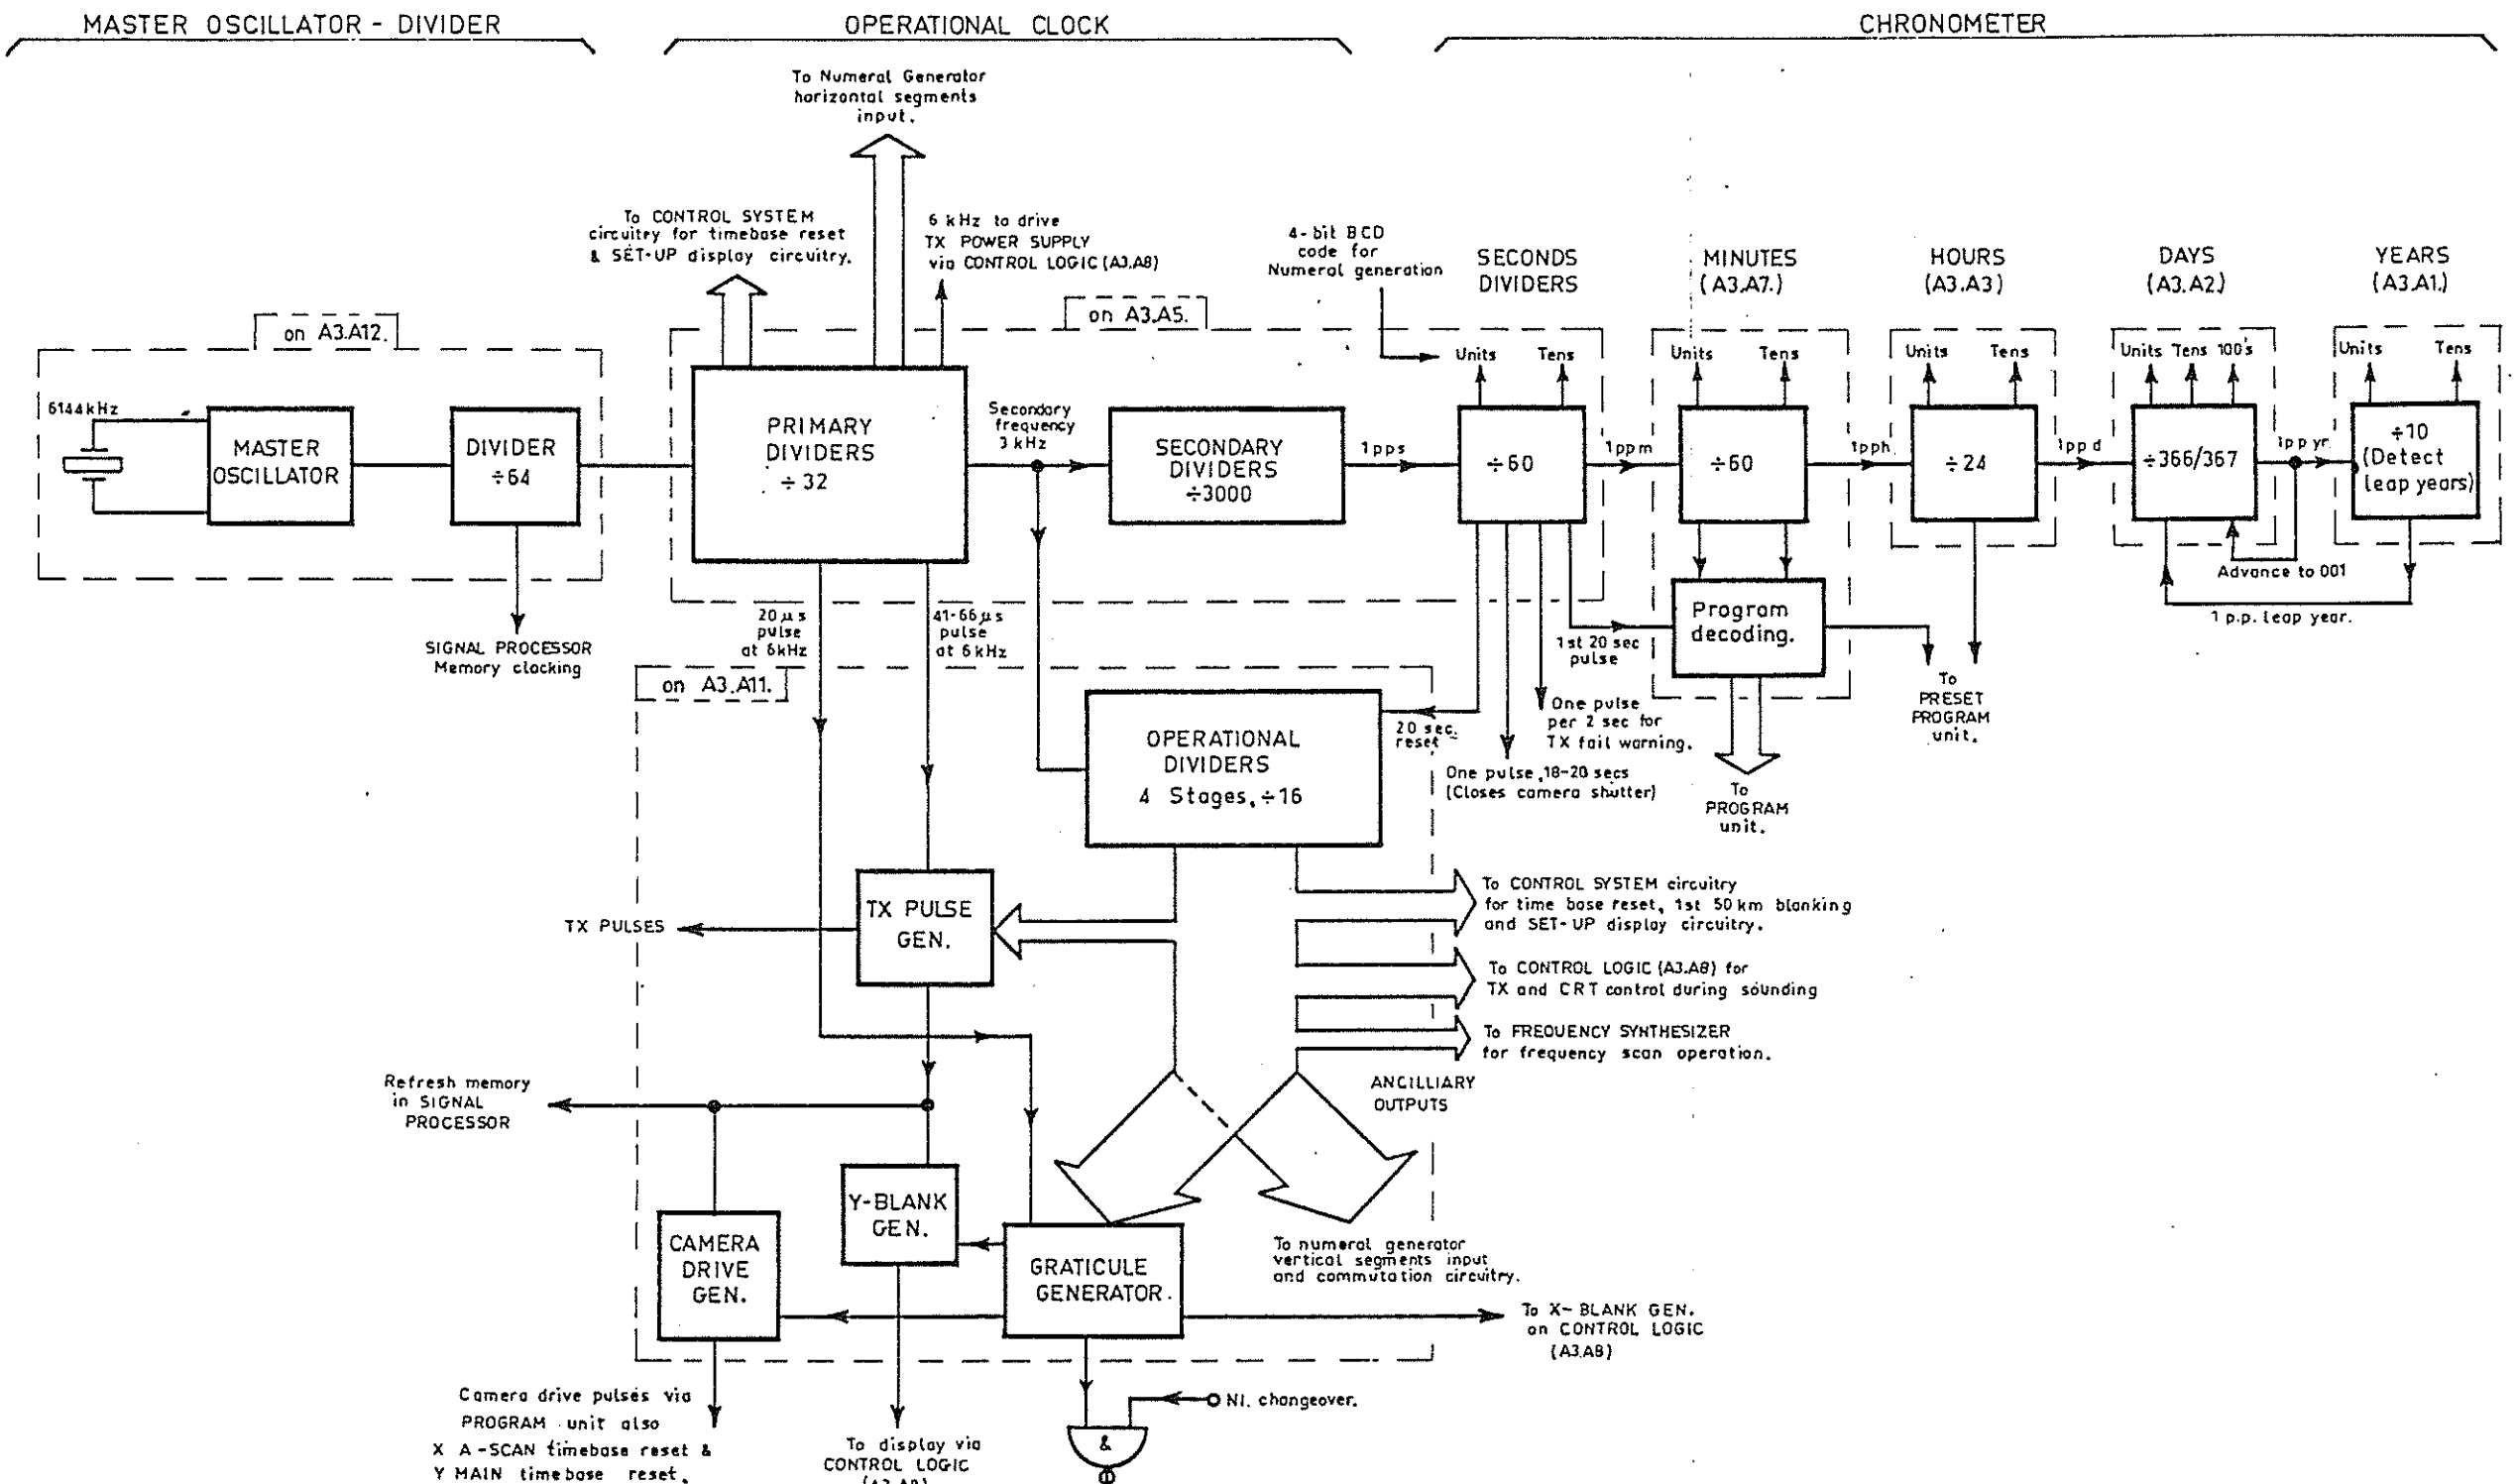 MASTER OSCILLATOR - DIVIDER
OPERATIONAL CLOCK
CHRONOMETER
To Numeral Generator
horizontal segments
input.
To CONTROL SYSTEM
circuitry for timebase reset
& SET-UP display circuitry.
6 kHz to drive
TX POWER SUPPLY
via CONTROL LOGIC (A3.A8)
4-bit BCD
code for
Numeral generation
SECONDS
DIVIDERS
MINUTES
(A3.A7.)
HOURS
(A3.A3)
DAYS
(A3.A2.)
YEARS
(A3.A1.)
on A3.A12.
on A3.A5.
Units Tens
Units Tens
Units Tens
Units Tens 100's
Units Tens
6144kHz
MASTER
OSCILLATOR
DIVIDER
÷64
PRIMARY
DIVIDERS
÷ 32
Secondary
frequency
3 kHz
SECONDARY
DIVIDERS
÷3000
1pps
÷60
1ppm
÷60
1pph
÷24
1ppd
÷366/367
1pp yr.
÷10
(Detect
leap years)
Advance to 001
1 p.p. leap year.
SIGNAL PROCESSOR
Memory clocking
20 µs
pulse
at 6kHz
41-66 µs
pulse
at 6 kHz
1st 20 sec
pulse
Program
decoding.
To
PRESET
PROGRAM
unit.
on A3.A11.
OPERATIONAL
DIVIDERS
4 Stages, ÷16
20 sec.
reset
One pulse
per 2 sec for
TX fail warning.
One pulse, 18-20 secs
(Closes camera shutter)
To
PROGRAM
unit.
TX PULSES
TX PULSE
GEN.
To CONTROL SYSTEM circuitry
for time base reset, 1st 50 km blanking
and SET-UP display circuitry.
To CONTROL LOGIC (A3.A8) for
TX and CRT control during sounding
To FREQUENCY SYNTHESIZER
for frequency scan operation.
ANCILLIARY
OUTPUTS
Refresh memory
in SIGNAL
PROCESSOR
CAMERA
DRIVE
GEN.
Y-BLANK
GEN.
GRATICULE
GENERATOR.
To numeral generator
vertical segments input
and commutation circuitry.
To X- BLANK GEN.
on CONTROL LOGIC
(A3.A8)
Camera drive pulses via
PROGRAM unit also
X A-SCAN timebase reset &
Y MAIN timebase reset.
To display via
CONTROL LOGIC
(A3.A8)
N1. changeover.
&